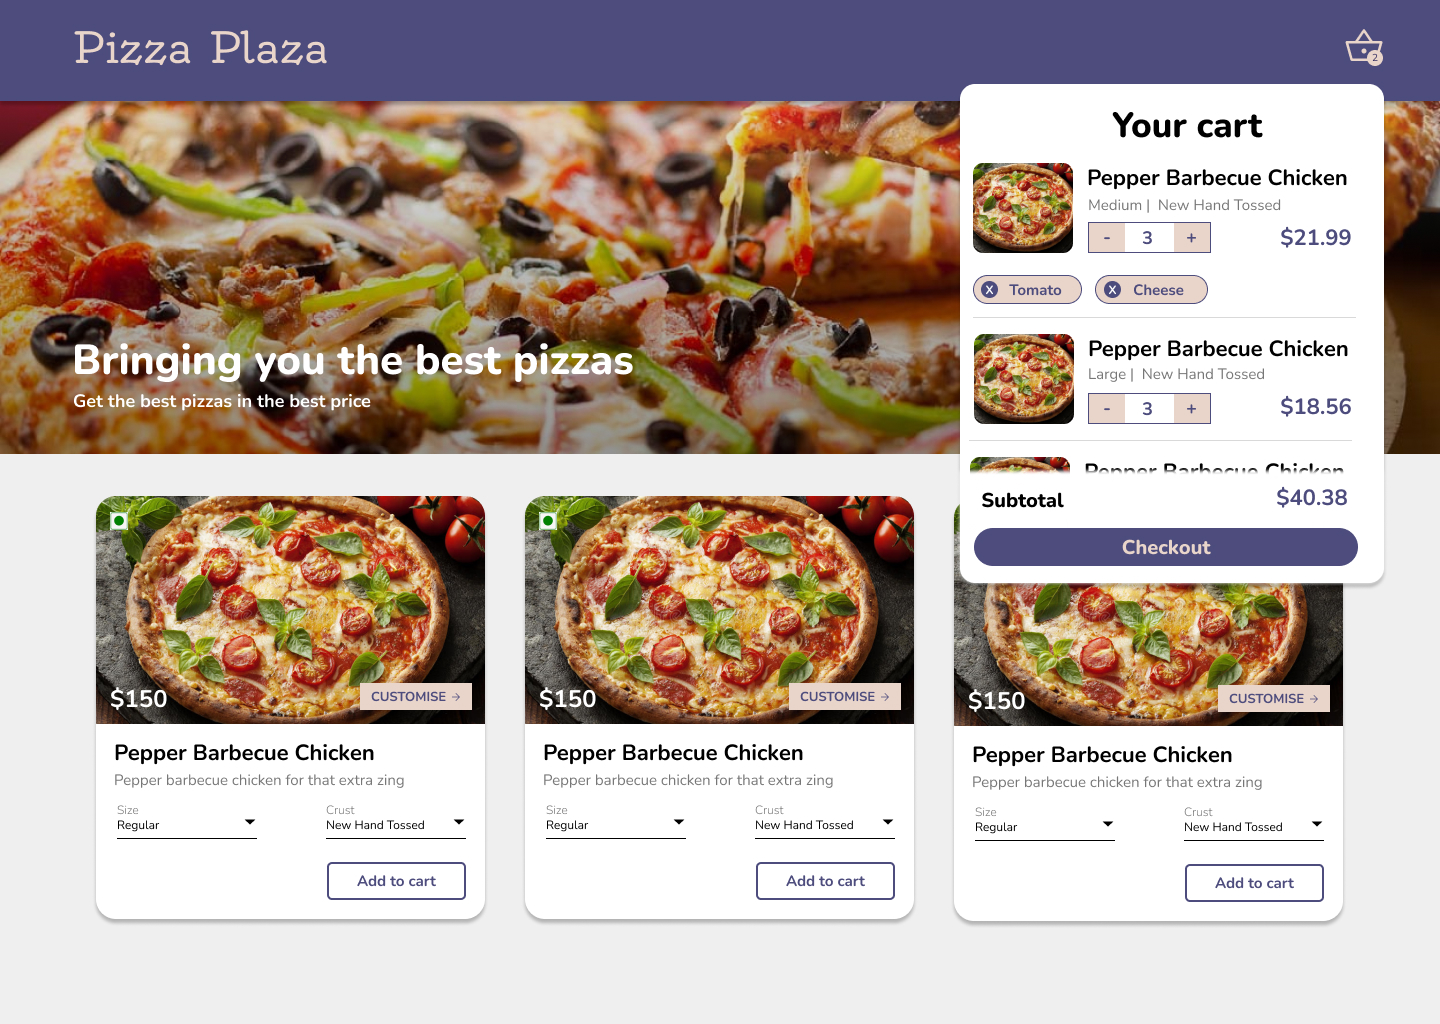 Pizza Plaza
2
Your cart
Pepper Barbecue Chicken
Medium | New Hand Tossed
- 3 + $21.99
X Tomato X Cheese
Pepper Barbecue Chicken
Large | New Hand Tossed
- 3 + $18.56
Pepper Barbecue Chicken
Subtotal $40.38
Checkout
Bringing you the best pizzas
Get the best pizzas in the best price
$150 CUSTOMISE →
Pepper Barbecue Chicken
Pepper barbecue chicken for that extra zing
Size Crust
Regular New Hand Tossed
Add to cart
$150 CUSTOMISE →
Pepper Barbecue Chicken
Pepper barbecue chicken for that extra zing
Size Crust
Regular New Hand Tossed
Add to cart
$150 CUSTOMISE →
Pepper Barbecue Chicken
Pepper barbecue chicken for that extra zing
Size Crust
Regular New Hand Tossed
Add to cart